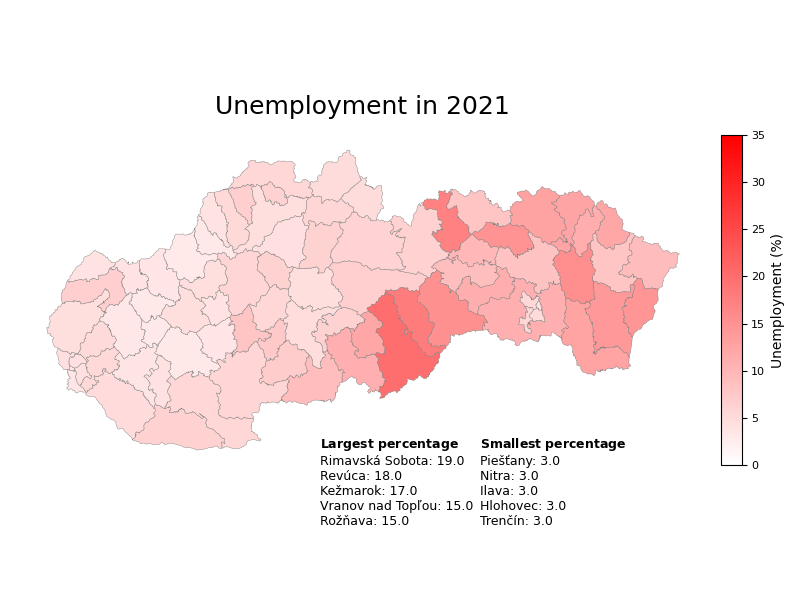 Unemployment in 2021
35
30
25
20
15
10
5
0
Unemployment (%)
Largest percentage
Rimavská Sobota: 19.0
Revúca: 18.0
Kežmarok: 17.0
Vranov nad Topľou: 15.0
Rožňava: 15.0
Smallest percentage
Piešťany: 3.0
Nitra: 3.0
Ilava: 3.0
Hlohovec: 3.0
Trenčín: 3.0